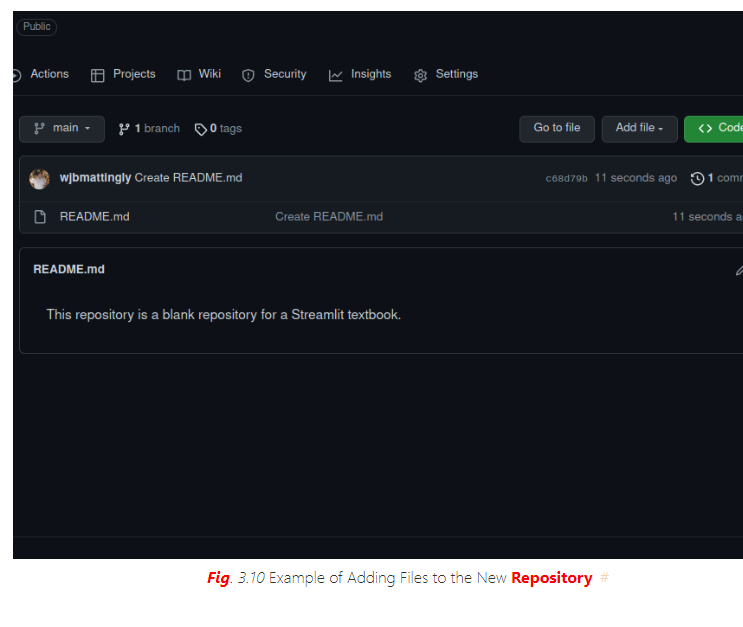 Public
Actions Projects Wiki Security Insights Settings
main 1 branch 0 tags Go to file Add file Code
wjbmattingly Create README.md c68d79b 11 seconds ago 1
README.md Create README.md 11 seconds
README.md
This repository is a blank repository for a Streamlit textbook.
Fig. 3.10 Example of Adding Files to the New Repository #